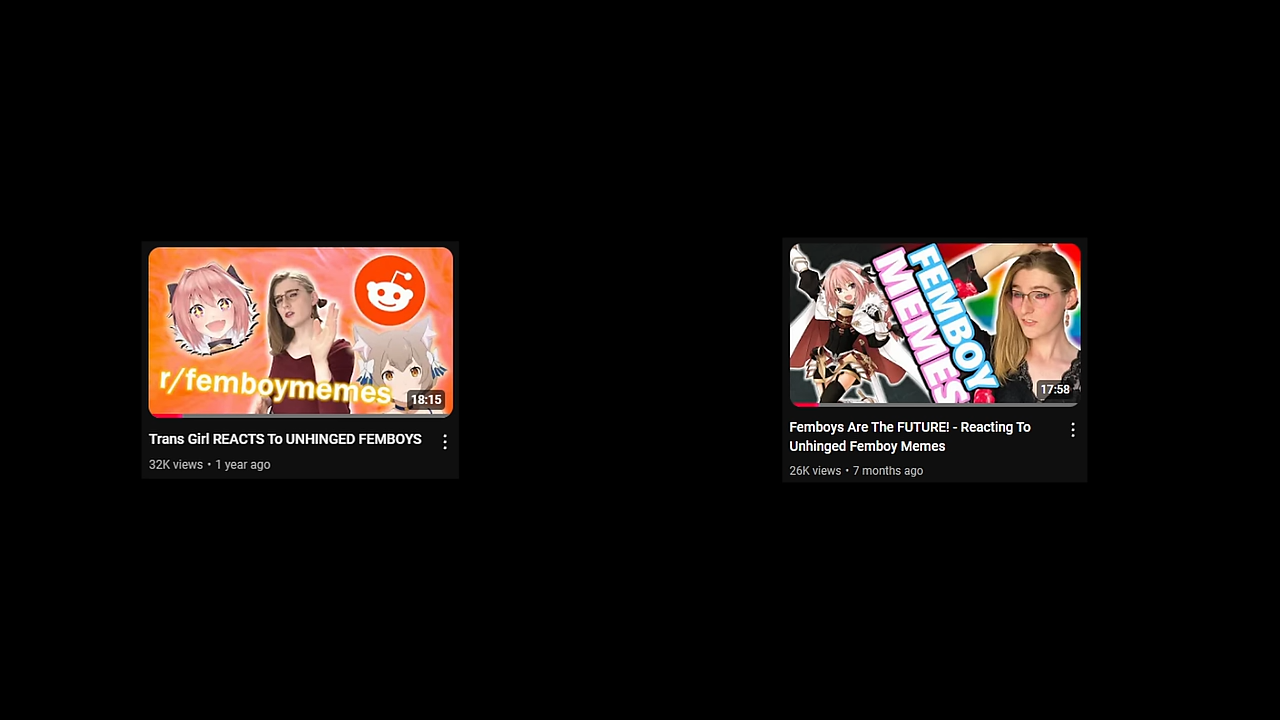 r/femboymemes
18:15
Trans Girl REACTS To UNHINGED FEMBOYS
32K views • 1 year ago
FEMBOY
MEMES
17:58
Femboys Are The FUTURE! - Reacting To
Unhinged Femboy Memes
26K views • 7 months ago